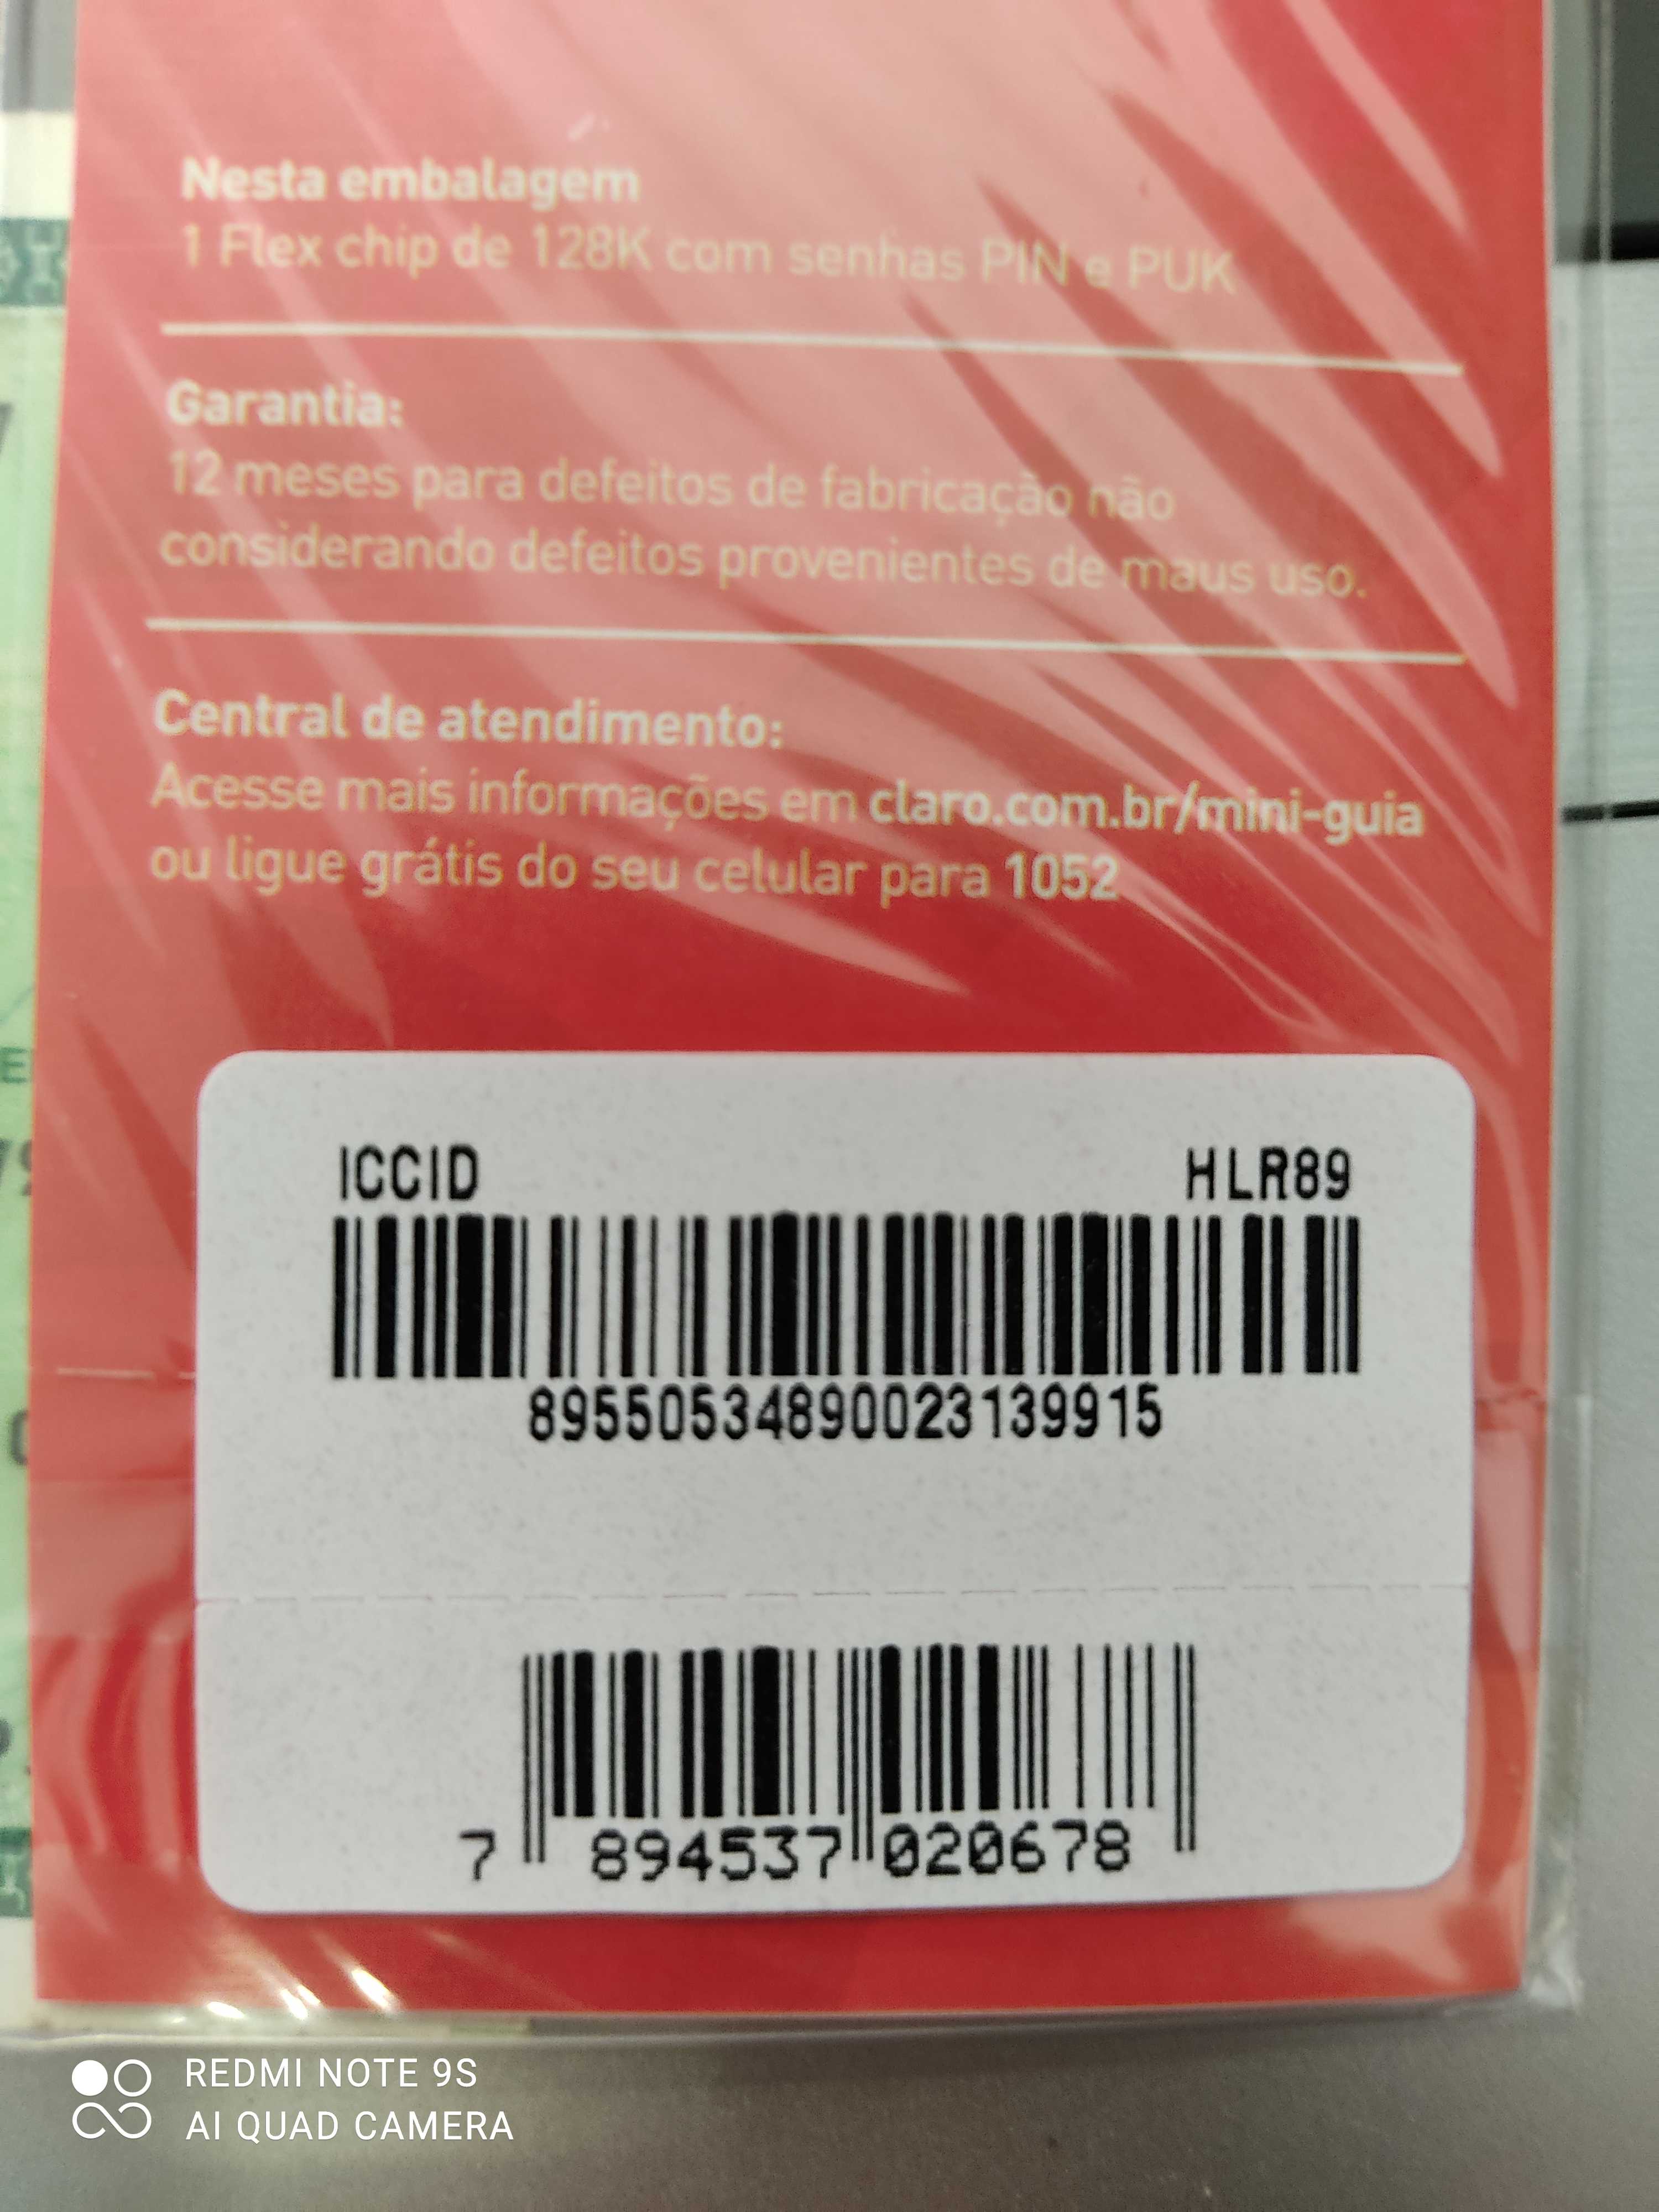 Nesta embalagem
1 Flex chip de 128K com senhas PIN e PUK
Garantia:
12 meses para defeitos de fabricação não
considerando defeitos provenientes de maus uso.
Central de atendimento:
Acesse mais informações em claro.com.br/mini-guia
ou ligue grátis do seu celular para 1052
ICCID HLR89
89550534890023139915
7 894537 020678
REDMI NOTE 9S
AI QUAD CAMERA